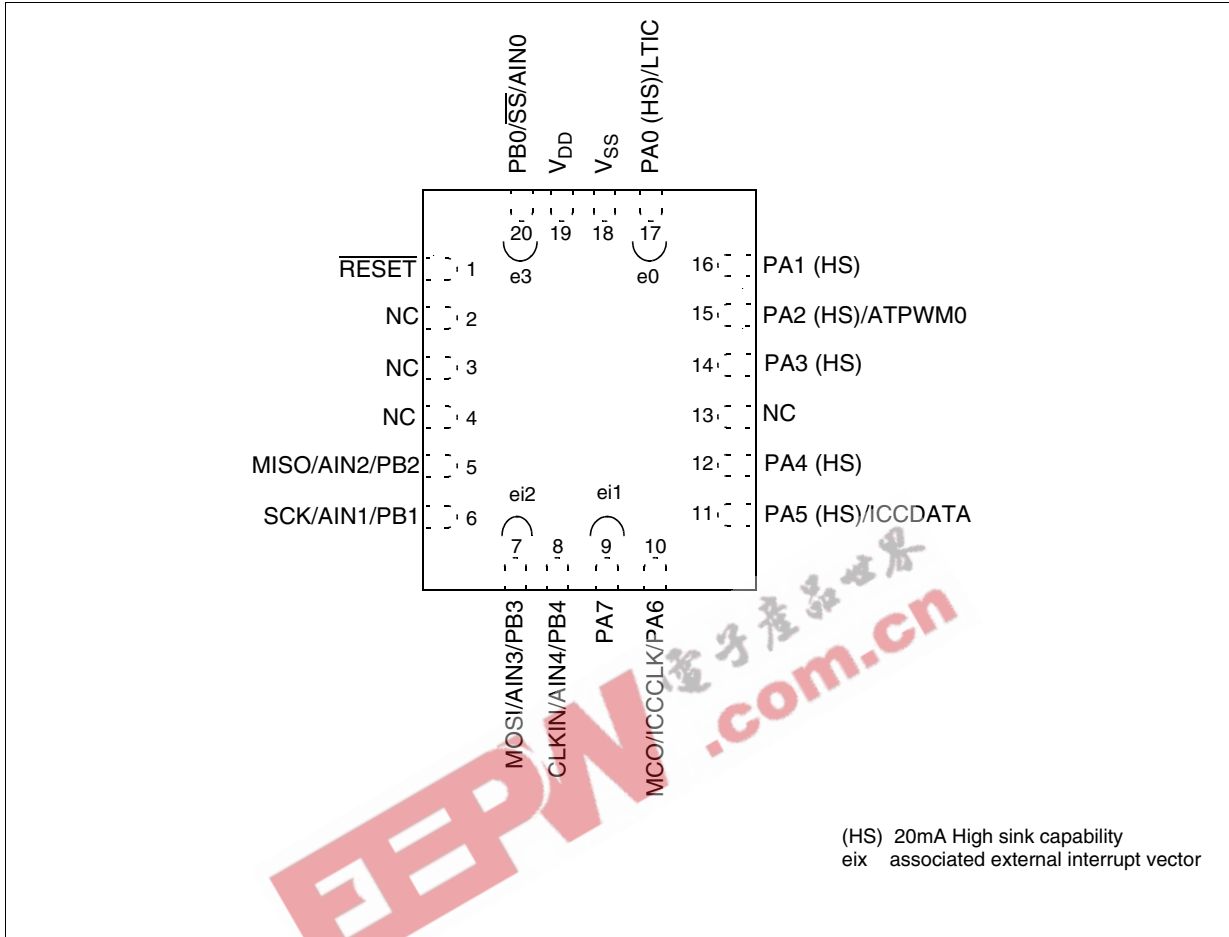 PB0/SS/AIN0
VDD
VSS
PA0 (HS)/LTIC
20
19
18
17
e3
e0
RESET
1
NC
2
NC
3
NC
4
MISO/AIN2/PB2
5
SCK/AIN1/PB1
6
16
PA1 (HS)
15
PA2 (HS)/ATPWM0
14
PA3 (HS)
13
NC
12
PA4 (HS)
11
PA5 (HS)/ICCDATA
ei2
ei1
7
8
9
10
MOSI/AIN3/PB3
CLKIN/AIN4/PB4
PA7
MCO/ICCCLK/PA6
EEPW
電子產品世界
.com.cn
(HS) 20mA High sink capability
eix associated external interrupt vector